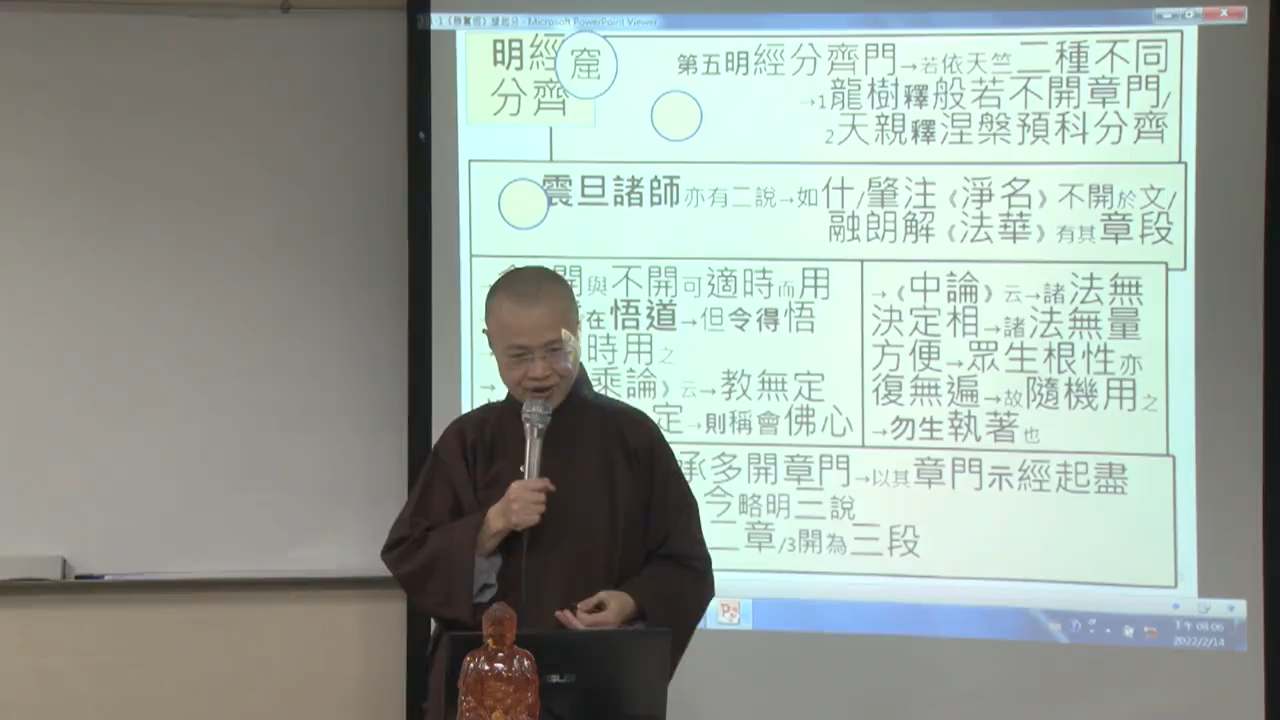 《勝鬘經》緣起分 - Microsoft PowerPoint Viewer
明經
分齊
窟
第五明經分齊門→若依天竺二種不同
→1龍樹釋般若不開章門/
2天親釋涅槃預科分齊
震旦諸師亦有二說→如什/肇注《淨名》不開於文/
融朗解《法華》有其章段
開與不開可適時而用
在悟道→但令得悟
時用之
乘論》云→教無定
定→則稱會佛心
→《中論》云→諸法無
決定相→諸法無量
方便→眾生根性亦
復無遍→故隨機用之
→勿生執著也
承多開章門→以其章門示經起盡
今略明三說
二章/3開為三段
下午 08:06
2022/2/14
ASUS